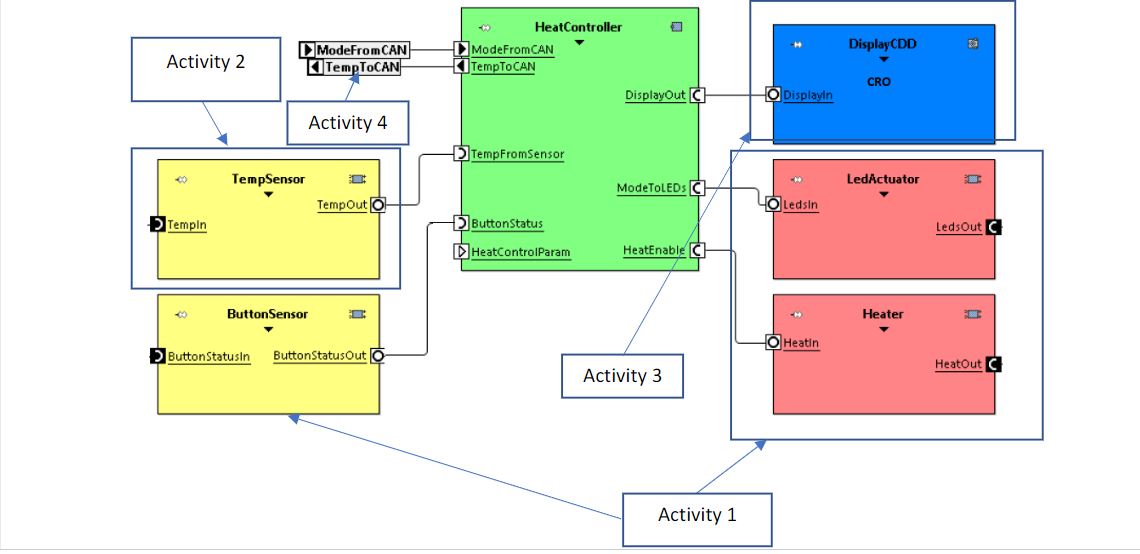 HeatController
ModeFromCAN
ModeFromCAN
TempToCAN
TempToCAN
DisplayOut
TempFromSensor
ModeToLEDs
ButtonStatus
HeatControlParam
HeatEnable
Activity 2
Activity 4
DisplayCDD
CRO
DisplayIn
TempSensor
TempOut
TempIn
LedActuator
LedsIn
LedsOut
ButtonSensor
ButtonStatusIn
ButtonStatusOut
Heater
HeatIn
HeatOut
Activity 3
Activity 1